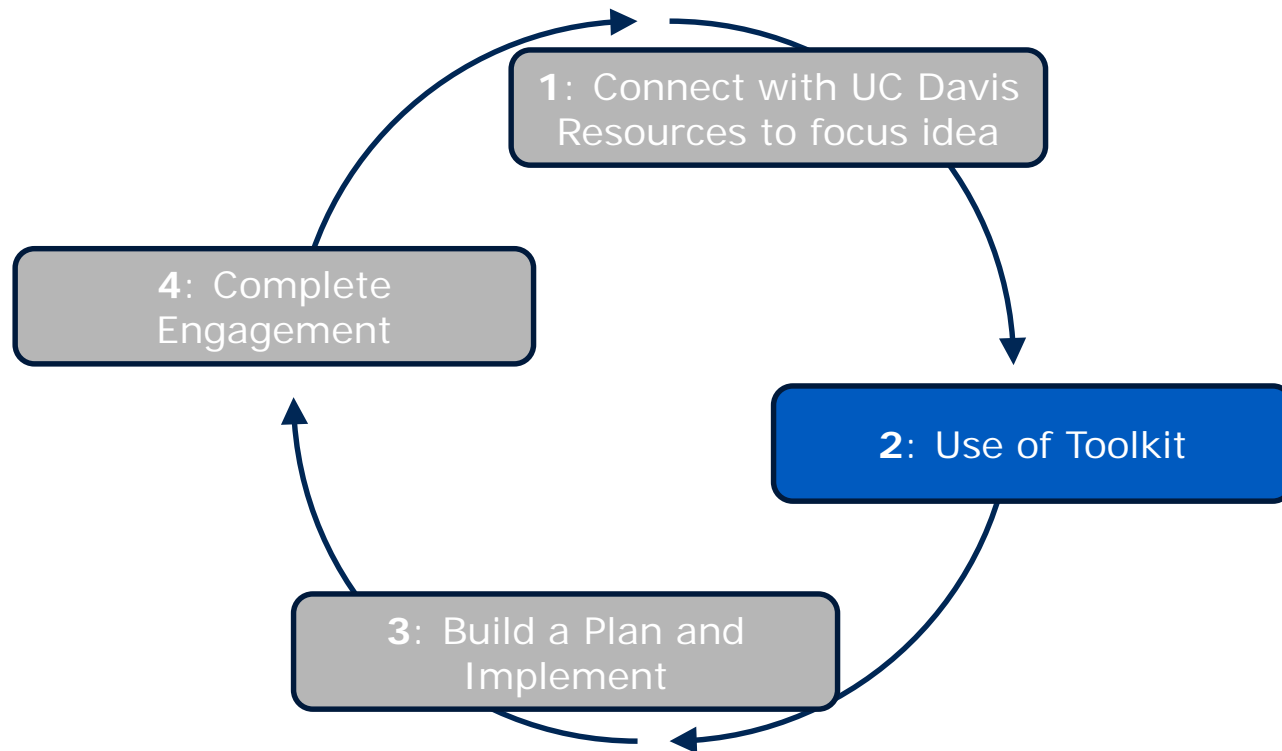 1: Connect with UC Davis
Resources to focus idea
2: Use of Toolkit
3: Build a Plan and
Implement
4: Complete
Engagement